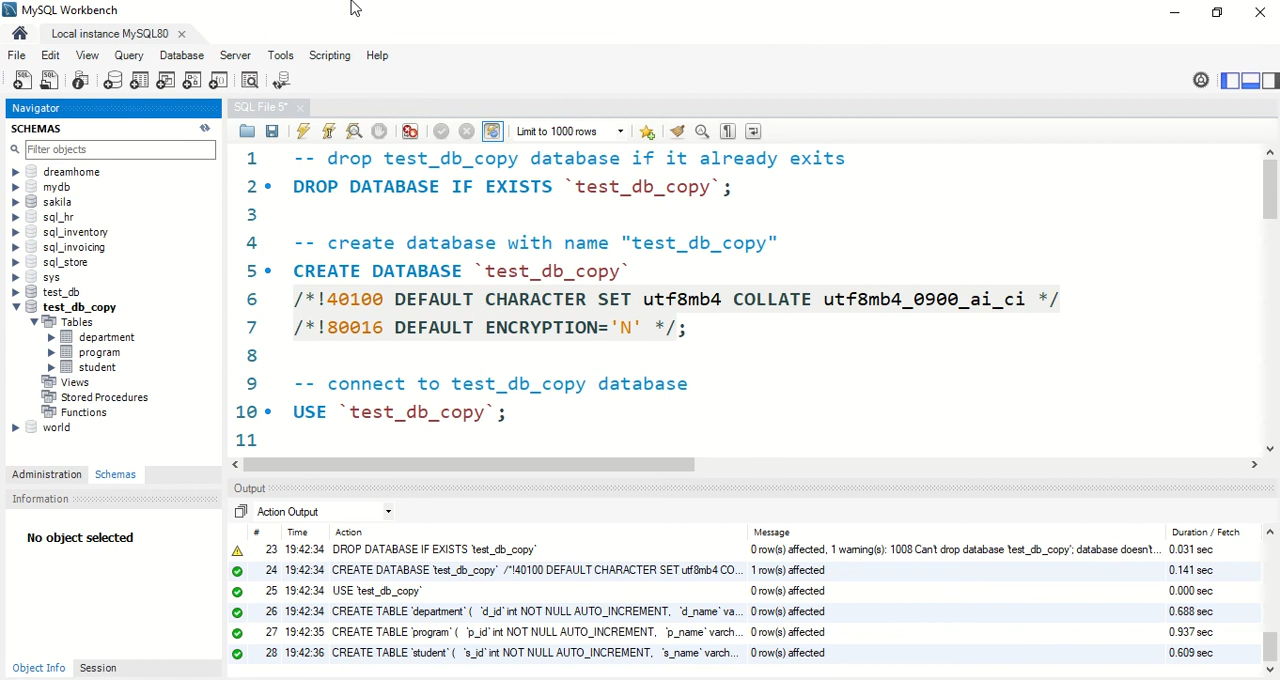 MySQL Workbench
Local instance MySQL80
File Edit View Query Database Server Tools Scripting Help
Navigator
SCHEMAS
Filter objects
dreamhome
mydb
sakila
sql_hr
sql_inventory
sql_invoicing
sql_store
sys
test_db
test_db_copy
Tables
department
program
student
Views
Stored Procedures
Functions
world
Administration Schemas
Information
No object selected
Object Info Session
SQL File 5*
Limit to 1000 rows
1 -- drop test_db_copy database if it already exits
2 DROP DATABASE IF EXISTS `test_db_copy`;
3
4 -- create database with name "test_db_copy"
5 CREATE DATABASE `test_db_copy`
6 /*!40100 DEFAULT CHARACTER SET utf8mb4 COLLATE utf8mb4_0900_ai_ci */
7 /*!80016 DEFAULT ENCRYPTION='N' */;
8
9 -- connect to test_db_copy database
10 USE `test_db_copy`;
11
Output
Action Output
# Time Action Message Duration / Fetch
23 19:42:34 DROP DATABASE IF EXISTS `test_db_copy` 0 row(s) affected, 1 warning(s): 1008 Can't drop database 'test_db_copy'; database doesn't... 0.031 sec
24 19:42:34 CREATE DATABASE `test_db_copy` /*!40100 DEFAULT CHARACTER SET utf8mb4 CO... 1 row(s) affected 0.141 sec
25 19:42:34 USE `test_db_copy` 0 row(s) affected 0.000 sec
26 19:42:34 CREATE TABLE `department` ( `d_id` int NOT NULL AUTO_INCREMENT, `d_name` va... 0 row(s) affected 0.688 sec
27 19:42:35 CREATE TABLE `program` ( `p_id` int NOT NULL AUTO_INCREMENT, `p_name` varch... 0 row(s) affected 0.937 sec
28 19:42:36 CREATE TABLE `student` ( `s_id` int NOT NULL AUTO_INCREMENT, `s_name` varch... 0 row(s) affected 0.609 sec